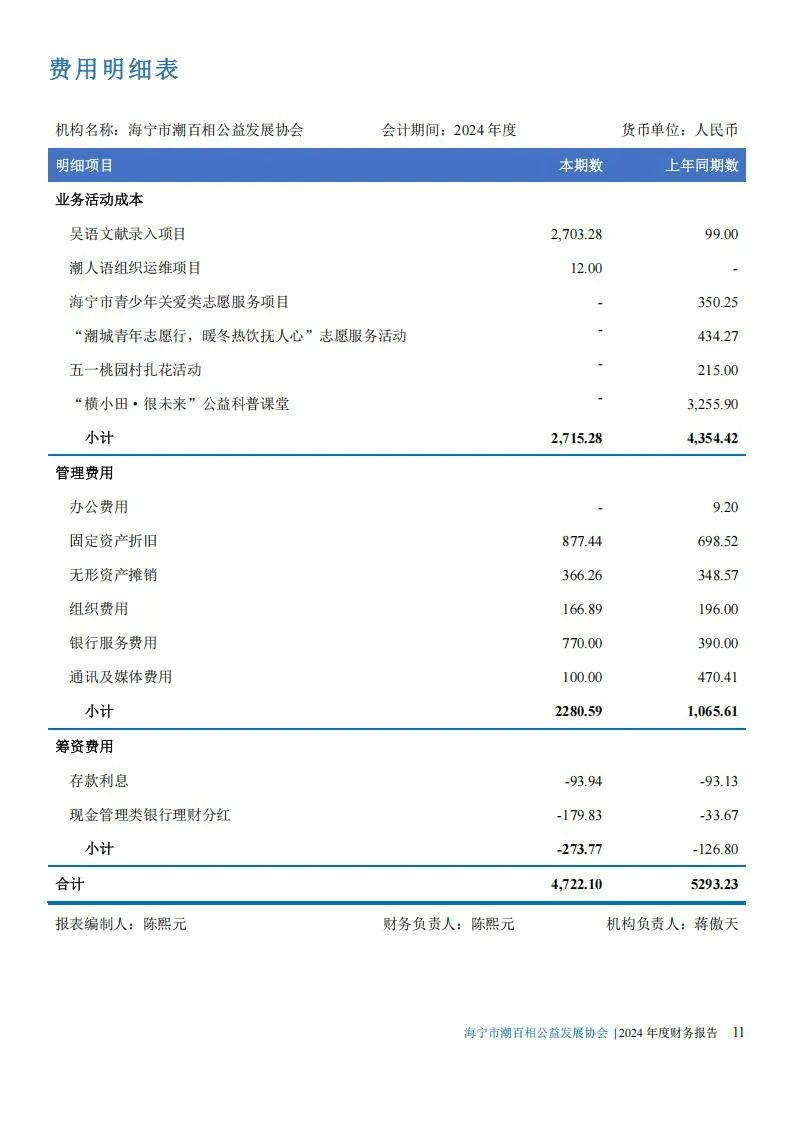 费用明细表
机构名称：海宁市潮百相公益发展协会 会计期间：2024 年度 货币单位：人民币
明细项目 本期数 上年同期数
业务活动成本
吴语文献录入项目 2,703.28 99.00
潮人语组织运维项目 12.00 -
海宁市青少年关爱类志愿服务项目 - 350.25
“潮城青年志愿行，暖冬热饮抚人心”志愿服务活动 - 434.27
五一桃园村扎花活动 - 215.00
“横小田·很未来”公益科普课堂 - 3,255.90
小计 2,715.28 4,354.42
管理费用
办公费用 - 9.20
固定资产折旧 877.44 698.52
无形资产摊销 366.26 348.57
组织费用 166.89 196.00
银行服务费用 770.00 390.00
通讯及媒体费用 100.00 470.41
小计 2280.59 1,065.61
筹资费用
存款利息 -93.94 -93.13
现金管理类银行理财分红 -179.83 -33.67
小计 -273.77 -126.80
合计 4,722.10 5293.23
报表编制人：陈熙元 财务负责人：陈熙元 机构负责人：蒋傲天
海宁市潮百相公益发展协会 |2024 年度财务报告 11